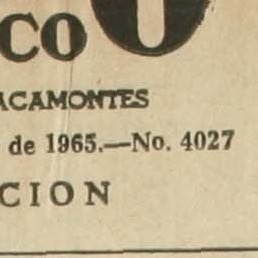 CO
ACAMONTES
de 1965.—No. 4027
CION